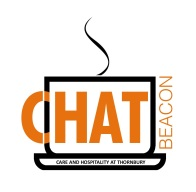 CHAT
BEACON
CARE AND HOSPITALITY AT THORNBURY